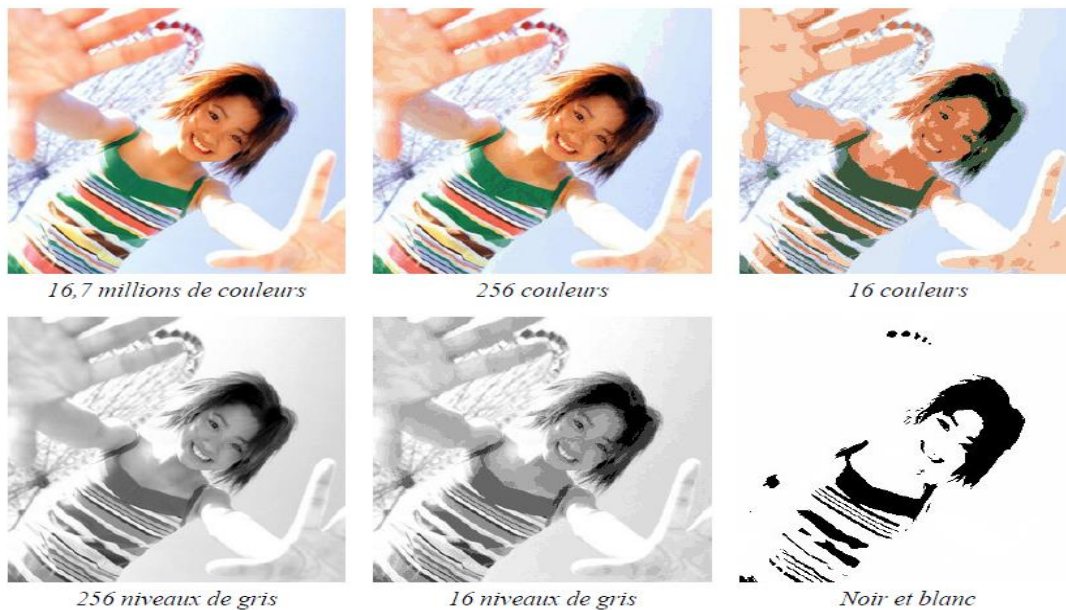 16,7 millions de couleurs
256 couleurs
16 couleurs
256 niveaux de gris
16 niveaux de gris
Noir et blanc